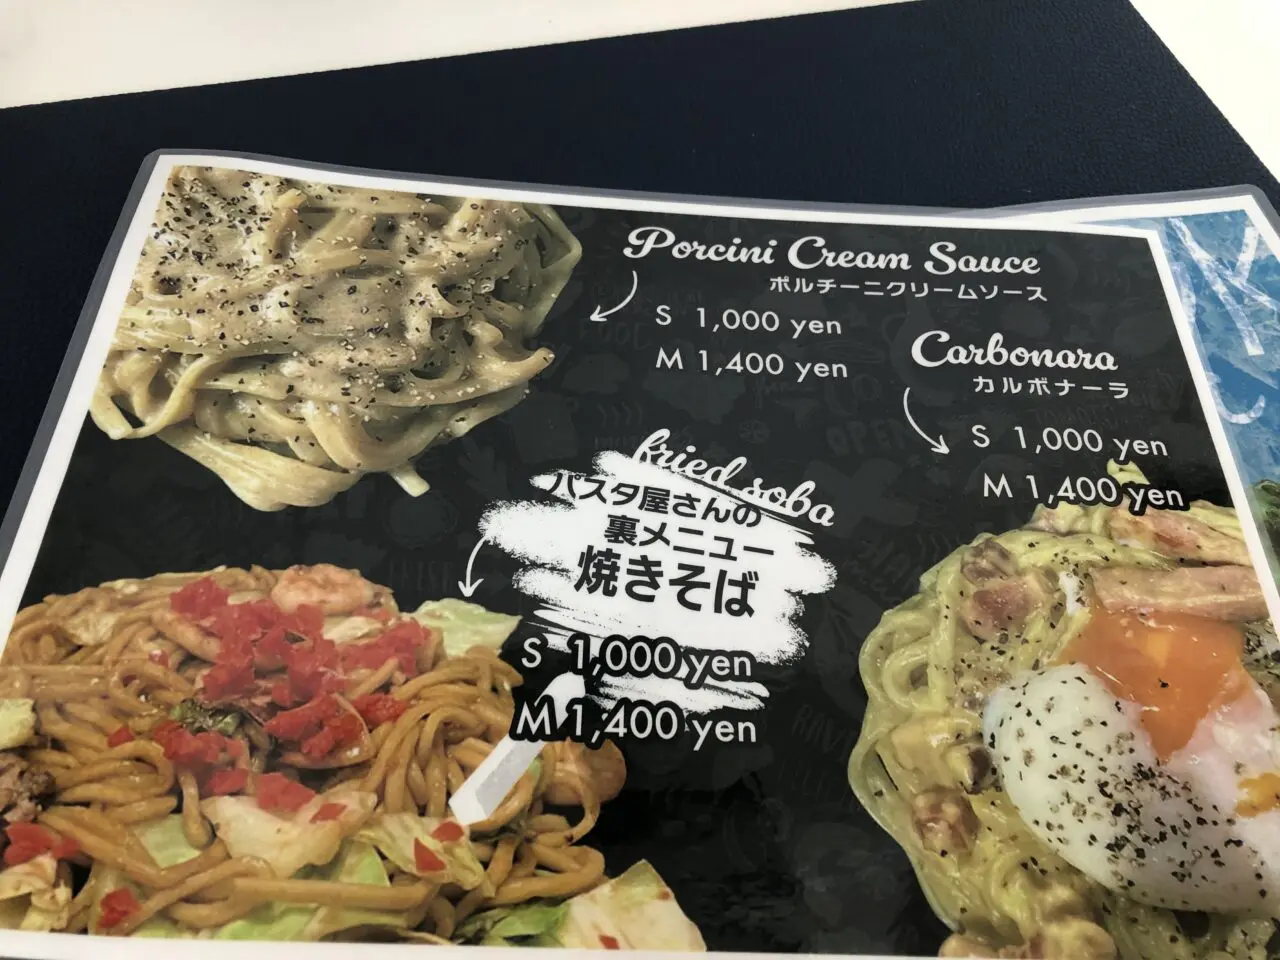 Porcini Cream Sauce
ポルチーニクリームソース
S 1,000 yen
M 1,400 yen
Carbonara
カルボナーラ
S 1,000 yen
M 1,400 yen
fried soba
パスタ屋さんの
裏メニュー
焼きそば
S 1,000 yen
M 1,400 yen